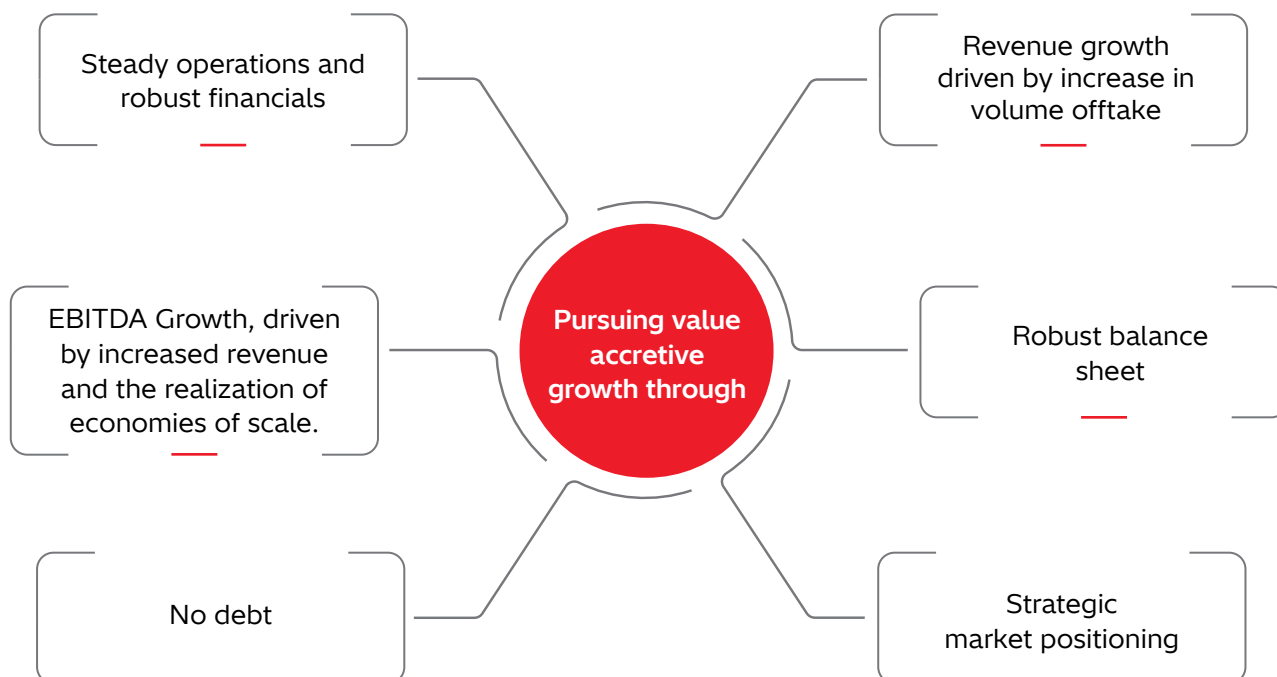 Steady operations and
robust financials
Revenue growth
driven by increase in
volume offtake
EBITDA Growth, driven
by increased revenue
and the realization of
economies of scale.
Pursuing value
accretive
growth through
Robust balance
sheet
No debt
Strategic
market positioning